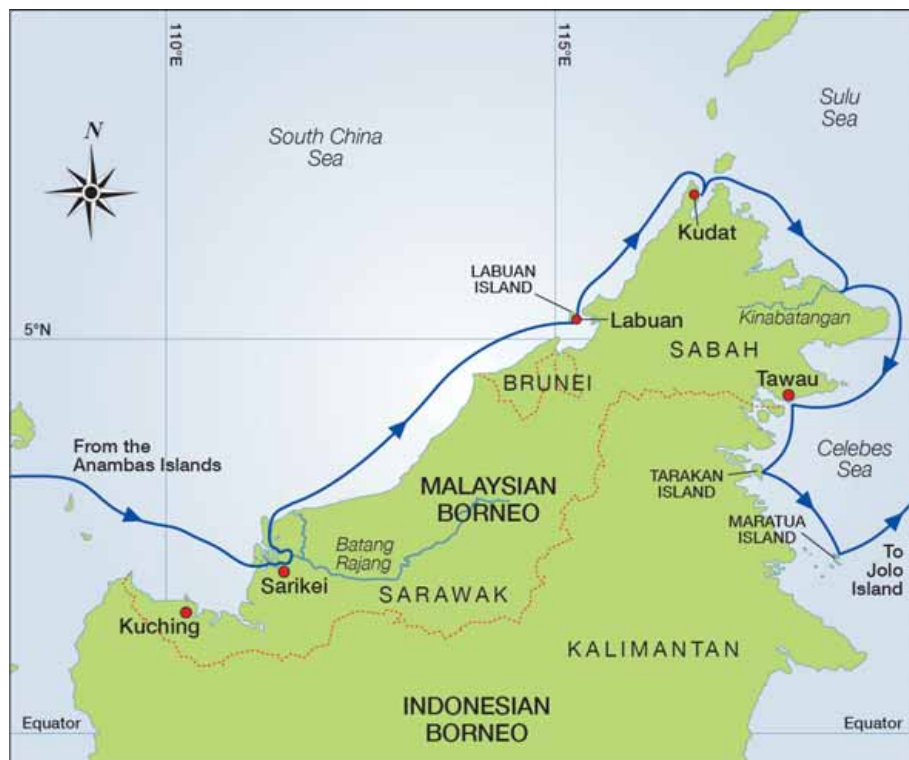 110°E
115°E
N
South China
Sea
Sulu
Sea
Kudat
LABUAN
ISLAND
Labuan
Kinabatangan
5°N
SABAH
BRUNEI
Tawau
From the
Anambas Islands
Celebes
Sea
TARAKAN
ISLAND
MALAYSIAN
BORNEO
MARATUA
ISLAND
To
Jolo
Island
Batang
Rajang
Sarikei
SARAWAK
Kuching
KALIMANTAN
INDONESIAN
BORNEO
Equator
Equator